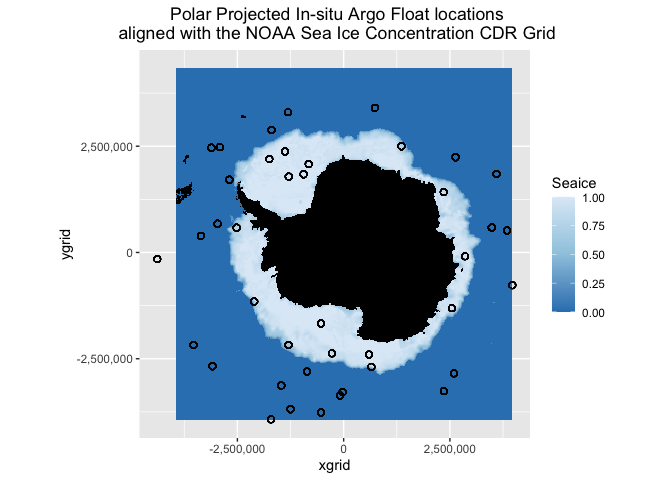 Polar Projected In-situ Argo Float locations
aligned with the NOAA Sea Ice Concentration CDR Grid
2,500,000
0
-2,500,000
ygrid
-2,500,000
0
2,500,000
xgrid
Seaice
1.00
0.75
0.50
0.25
0.00